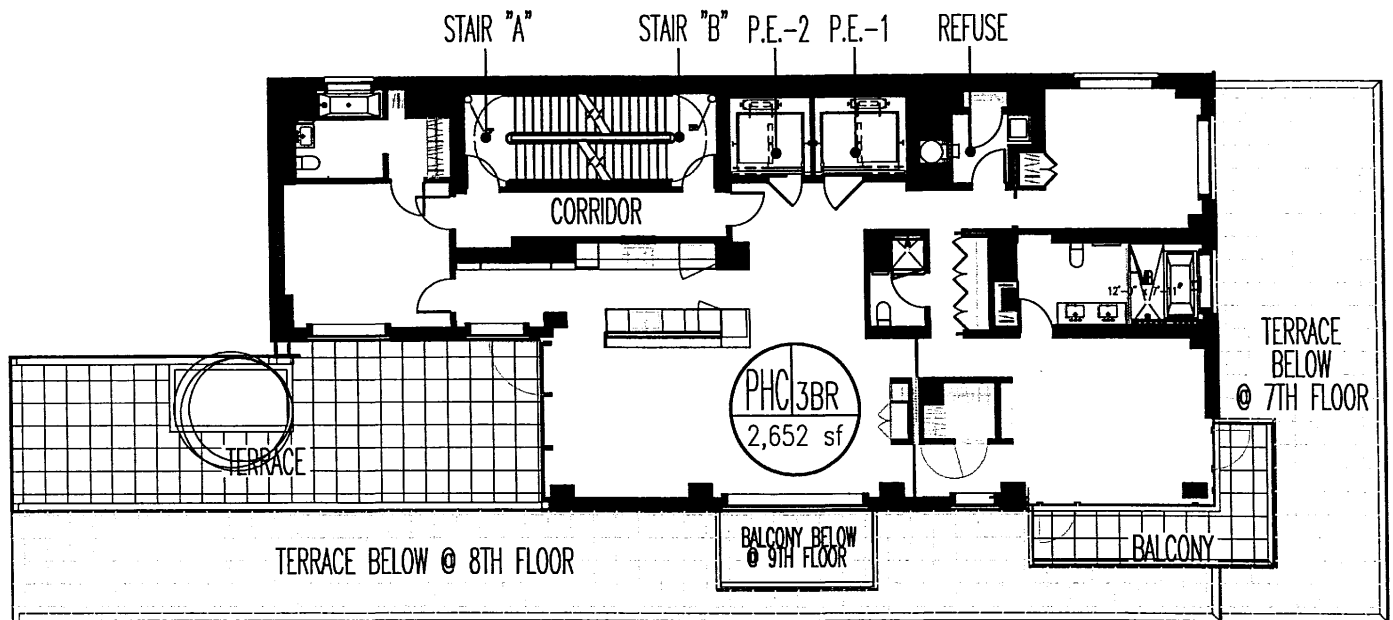 STAIR "A"
STAIR "B"
P.E.-2
P.E.-1
REFUSE
CORRIDOR
TERRACE
BELOW
@ 7TH FLOOR
PHC 3BR
2,652 sf
TERRACE
BALCONY BELOW
@ 9TH FLOOR
BALCONY
TERRACE BELOW @ 8TH FLOOR